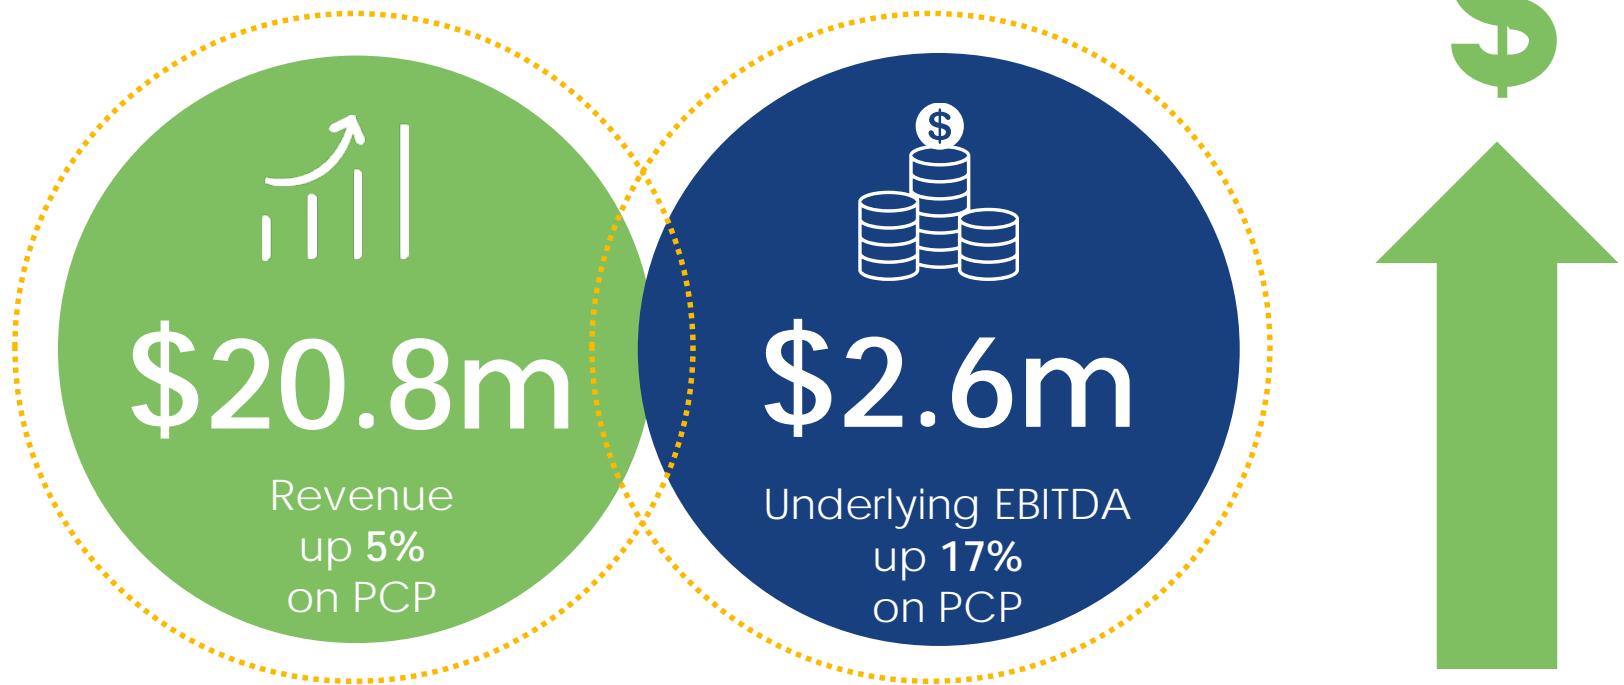 $
$20.8m
Revenue
up 5%
on PCP
$
$2.6m
Underlying EBITDA
up 17%
on PCP